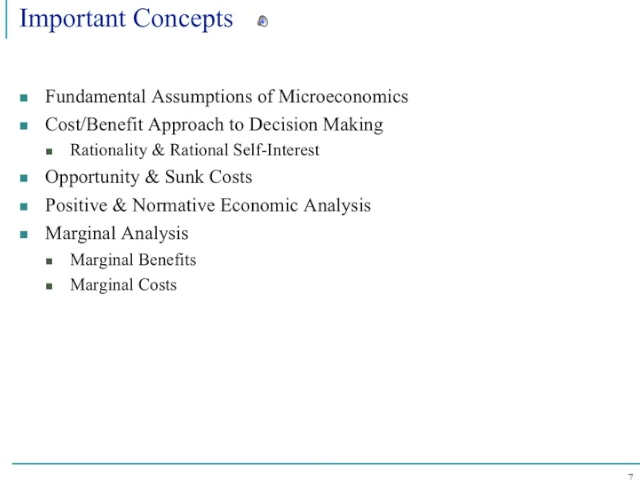 Important Concepts
Fundamental Assumptions of Microeconomics
Cost/Benefit Approach to Decision Making
Rationality & Rational Self-Interest
Opportunity & Sunk Costs
Positive & Normative Economic Analysis
Marginal Analysis
Marginal Benefits
Marginal Costs
7